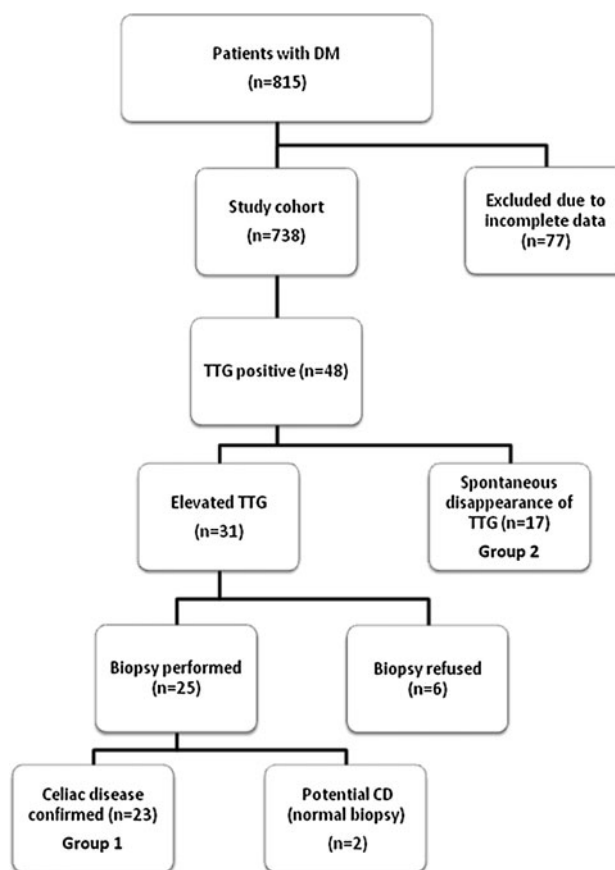 Patients with DM
(n=815)
Study cohort
(n=738)
Excluded due to
incomplete data
(n=77)
TTG positive (n=48)
Elevated TTG
(n=31)
Spontaneous
disappearance of
TTG (n=17)
Group 2
Biopsy performed
(n=25)
Biopsy refused
(n=6)
Celiac disease
confirmed (n=23)
Group 1
Potential CD
(normal biopsy)
(n=2)